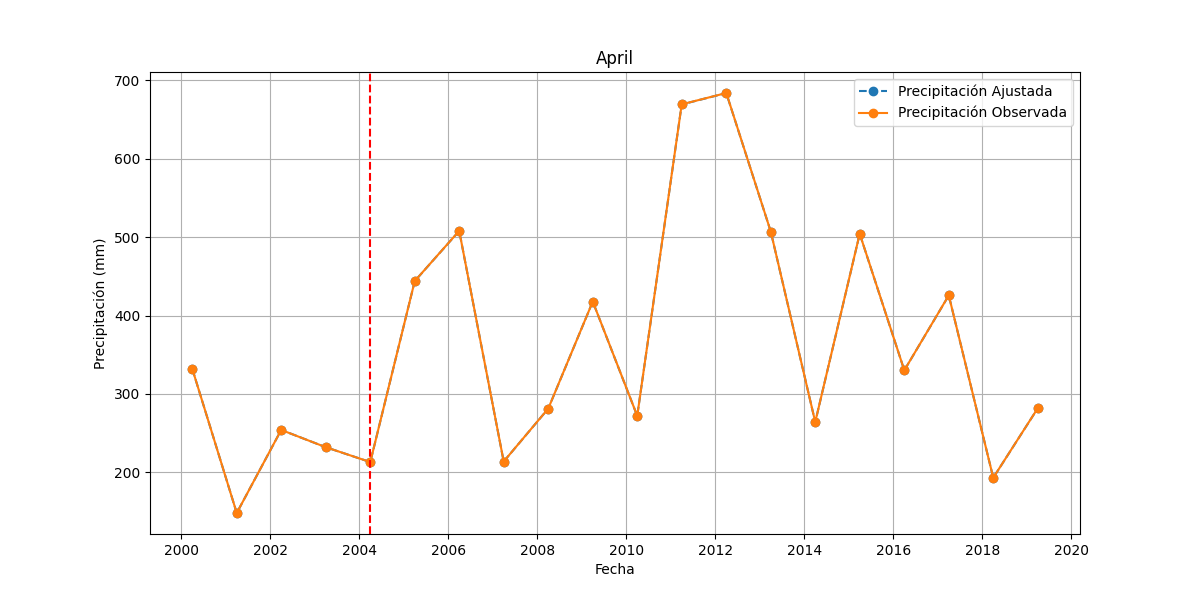 April
Precipitación Ajustada
Precipitación Observada
Precipitación (mm)
700
600
500
400
300
200
2000 2002 2004 2006 2008 2010 2012 2014 2016 2018 2020
Fecha